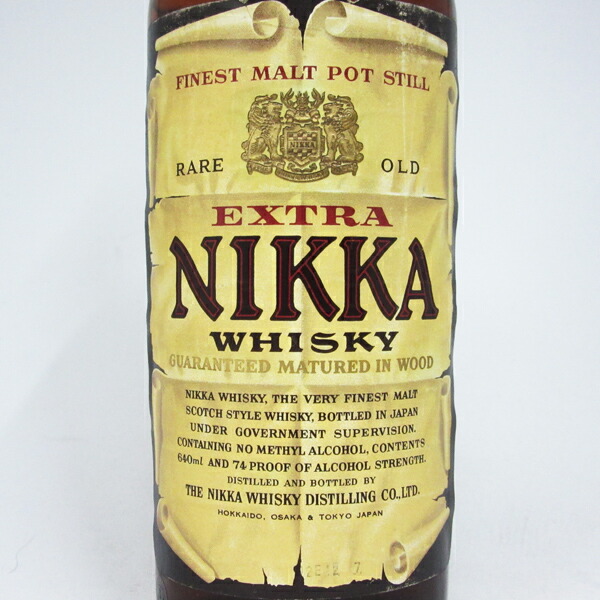 FINEST MALT POT STILL
NIKKA
RARE OLD
EXTRA
NIKKA
WHISKY
GUARANTEED MATURED IN WOOD
NIKKA WHISKY, THE VERY FINEST MALT
SCOTCH STYLE WHISKY, BOTTLED IN JAPAN
UNDER GOVERNMENT SUPERVISION.
CONTAINING NO METHYL ALCOHOL, CONTENTS
640ml AND 74 PROOF OF ALCOHOL STRENGTH.
DISTILLED AND BOTTLED BY
THE NIKKA WHISKY DISTILLING CO., LTD.
HOKKAIDO, OSAKA & TOKYO JAPAN